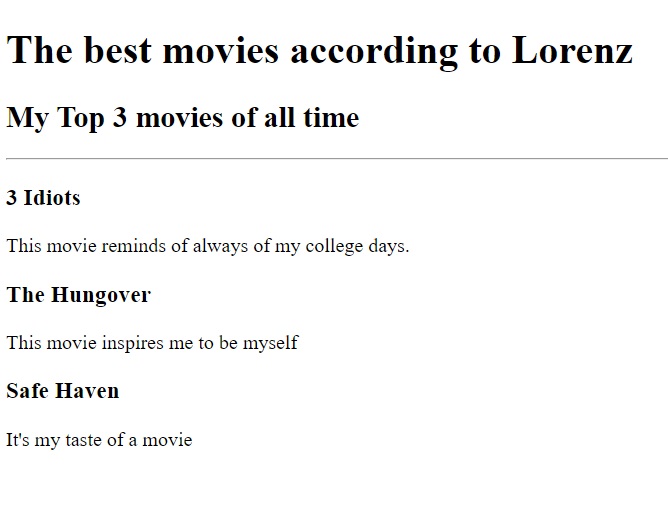 The best movies according to Lorenz
My Top 3 movies of all time
3 Idiots
This movie reminds of always of my college days.
The Hungover
This movie inspires me to be myself
Safe Haven
It's my taste of a movie